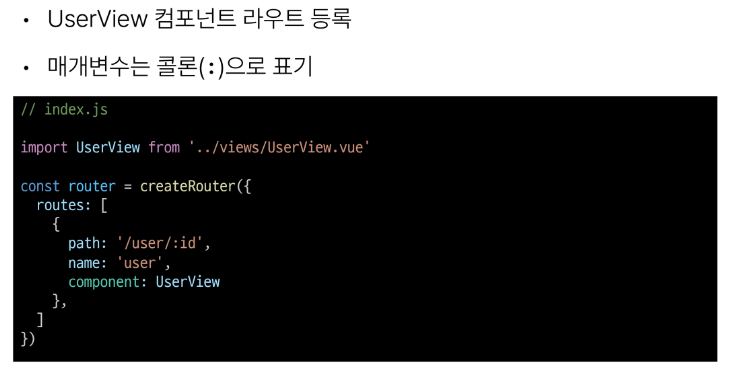 • UserView 컴포넌트 라우트 등록
• 매개변수는 콜론(:)으로 표기
// index.js
import UserView from '../views/UserView.vue'
const router = createRouter({
  routes: [
    {
      path: '/user/:id',
      name: 'user',
      component: UserView
    },
  ]
})